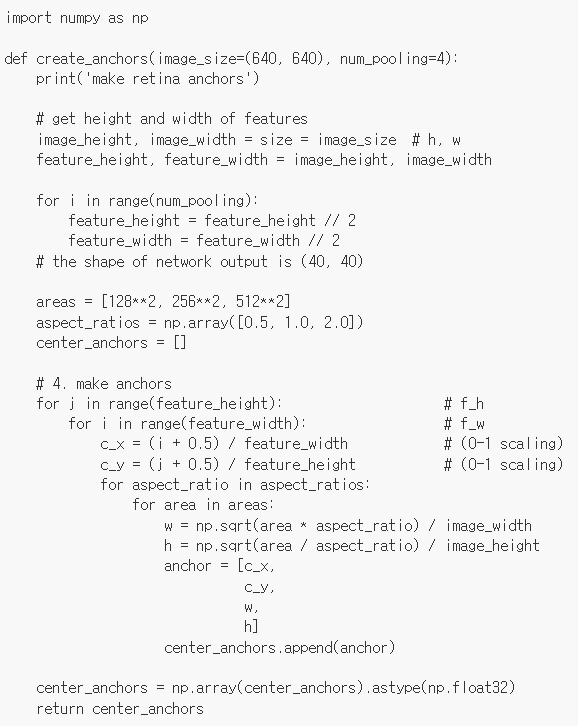 import numpy as np

def create_anchors(image_size=(640, 640), num_pooling=4):
    print('make retina anchors')

    # get height and width of features
    image_height, image_width = size = image_size  # h, w
    feature_height, feature_width = image_height, image_width

    for i in range(num_pooling):
        feature_height = feature_height // 2
        feature_width = feature_width // 2
    # the shape of network output is (40, 40)

    areas = [128**2, 256**2, 512**2]
    aspect_ratios = np.array([0.5, 1.0, 2.0])
    center_anchors = []

    # 4. make anchors
    for j in range(feature_height):                    # f_h
        for i in range(feature_width):                 # f_w
            c_x = (i + 0.5) / feature_width            # (0-1 scaling)
            c_y = (j + 0.5) / feature_height           # (0-1 scaling)
            for aspect_ratio in aspect_ratios:
                for area in areas:
                    w = np.sqrt(area * aspect_ratio) / image_width
                    h = np.sqrt(area / aspect_ratio) / image_height
                    anchor = [c_x,
                              c_y,
                              w,
                              h]
                    center_anchors.append(anchor)

    center_anchors = np.array(center_anchors).astype(np.float32)
    return center_anchors